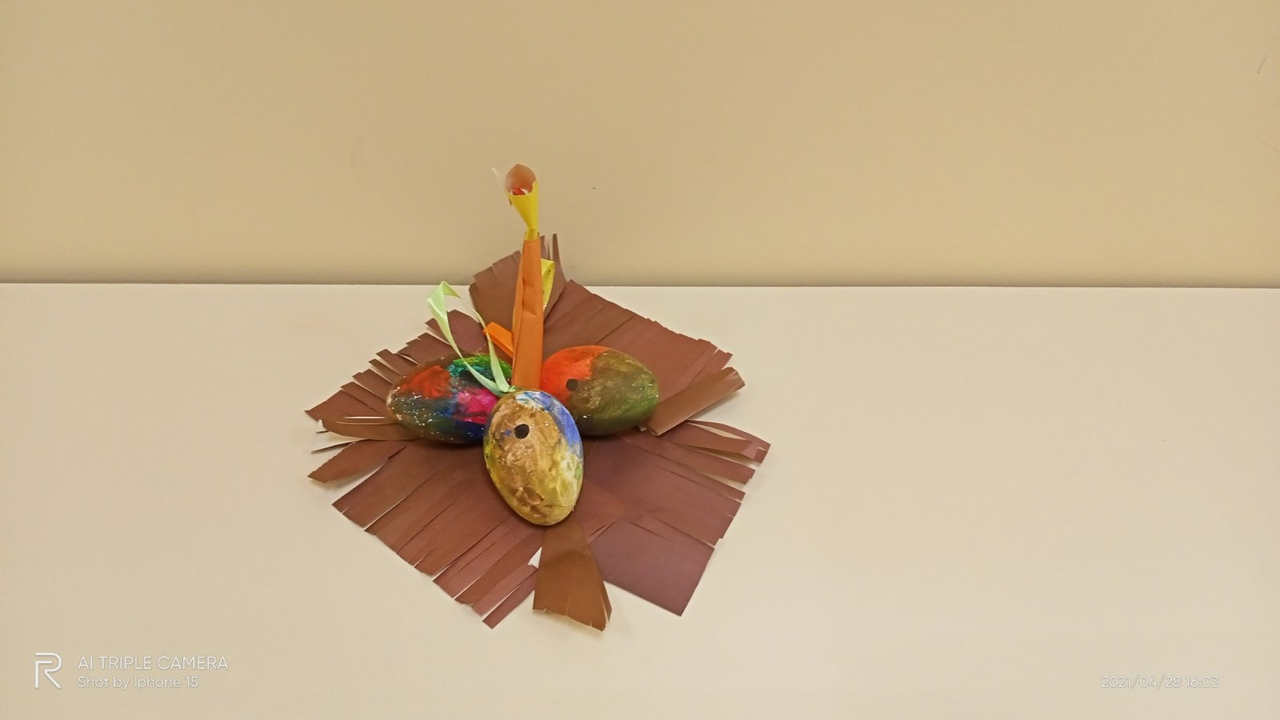 R AI TRIPLE CAMERA
Shot by iphone 15
2021/04/28 16:03